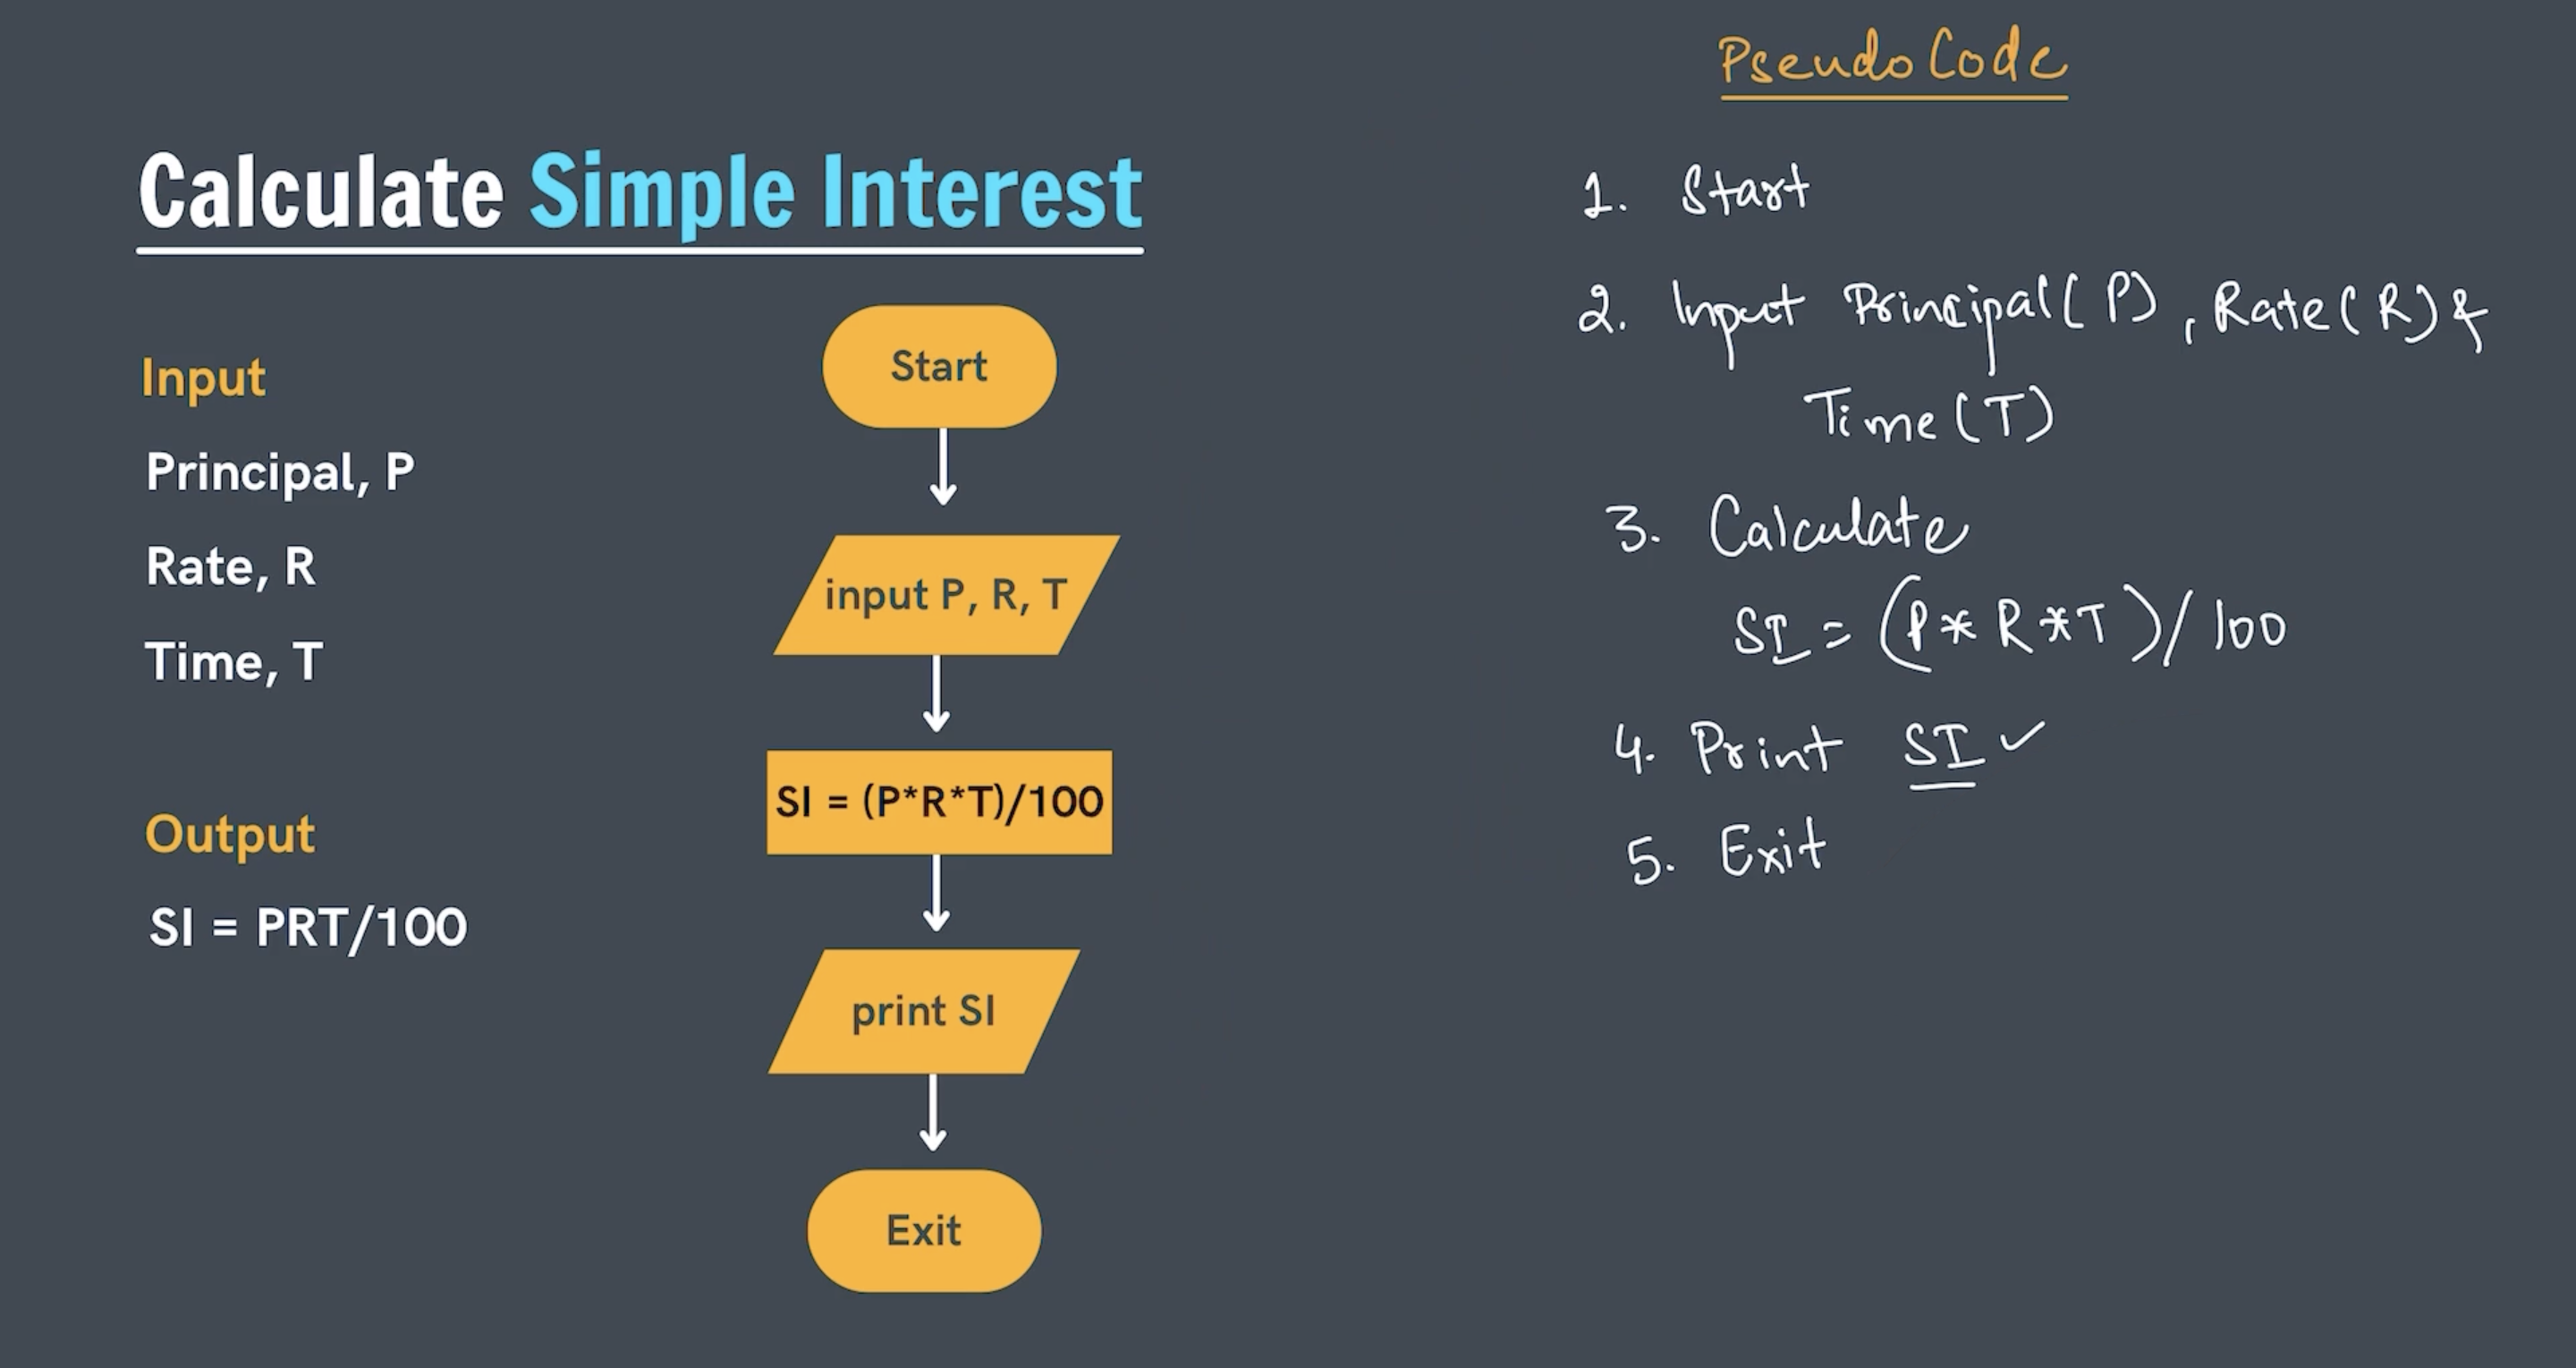 Calculate Simple Interest
Input
Principal, P
Rate, R
Time, T
Output
SI = PRT/100
Start
input P, R, T
SI = (P*R*T)/100
print SI
Exit
Pseudo Code
1. Start
2. Input Principal(P), Rate(R) &
Time(T)
3. Calculate
SI = (P* R *T)/100
4. Print SI ✓
5. Exit